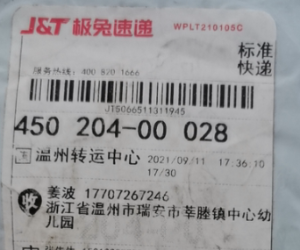 J&T 极兔速递
WPLT210105C
标准
快递
服务热线: 400 820 1666
JT5066511311945
450 204-00 028
温州转运中心 2021/09/11 17:36:10
17/30
收 姜波 17707267246
浙江省温州市瑞安市莘塍镇中心幼
儿园